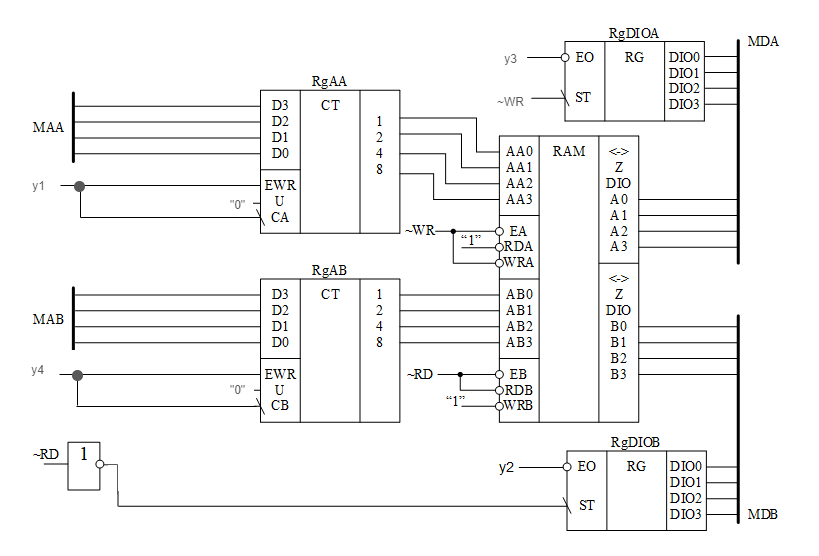 RgDIOA
MDA
y3
EO
RG
DIO0
DIO1
DIO2
DIO3
~WR
ST
RgAA
MAA
D3
D2
D1
D0
CT
1
2
4
8
y1
EWR
"0"
U
CA
AA0
AA1
AA2
AA3
RAM
<->
Z
DIO
A0
A1
A2
A3
~WR
EA
“1”
RDA
WRA
RgAB
MAB
D3
D2
D1
D0
CT
1
2
4
8
AB0
AB1
AB2
AB3
<->
Z
DIO
B0
B1
B2
B3
y4
EWR
"0"
U
CB
~RD
EB
RDB
“1”
WRB
~RD
1
RgDIOB
y2
EO
RG
DIO0
DIO1
DIO2
DIO3
ST
MDB